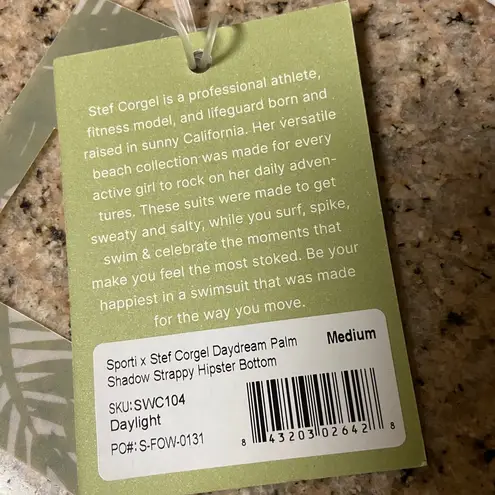 Stef Corgel is a professional athlete,
fitness model, and lifeguard born and
raised in sunny California. Her versatile
beach collection was made for every
active girl to rock on her daily adven-
tures. These suits were made to get
sweaty and salty, while you surf, spike,
swim & celebrate the moments that
make you feel the most stoked. Be your
happiest in a swimsuit that was made
for the way you move.
Sporti x Stef Corgel Daydream Palm
Shadow Strappy Hipster Bottom
Medium
SKU:SWC104
Daylight
PO#: S-FOW-0131
8 43203 02642 8